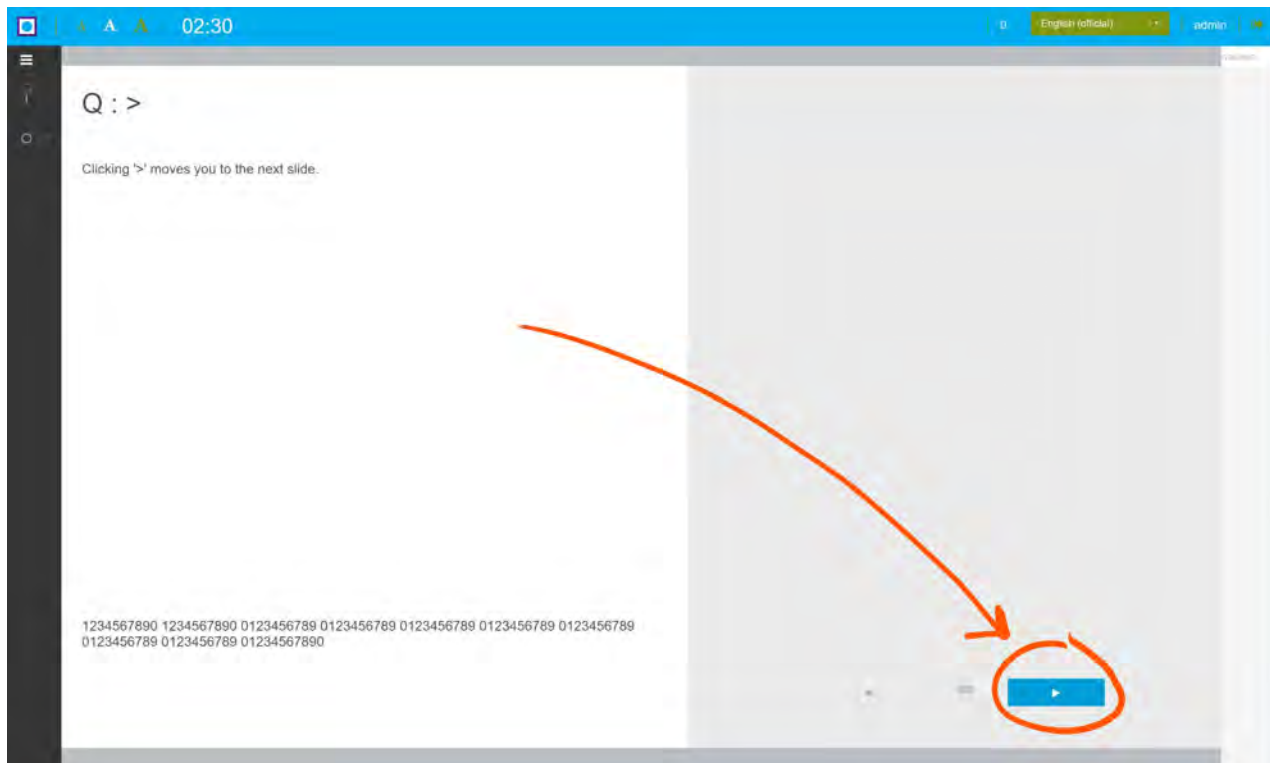 A A A 02:30 0 English (official) admin
Q : >
Clicking '>' moves you to the next slide.
1234567890 1234567890 0123456789 0123456789 0123456789 0123456789 0123456789
0123456789 0123456789 01234567890